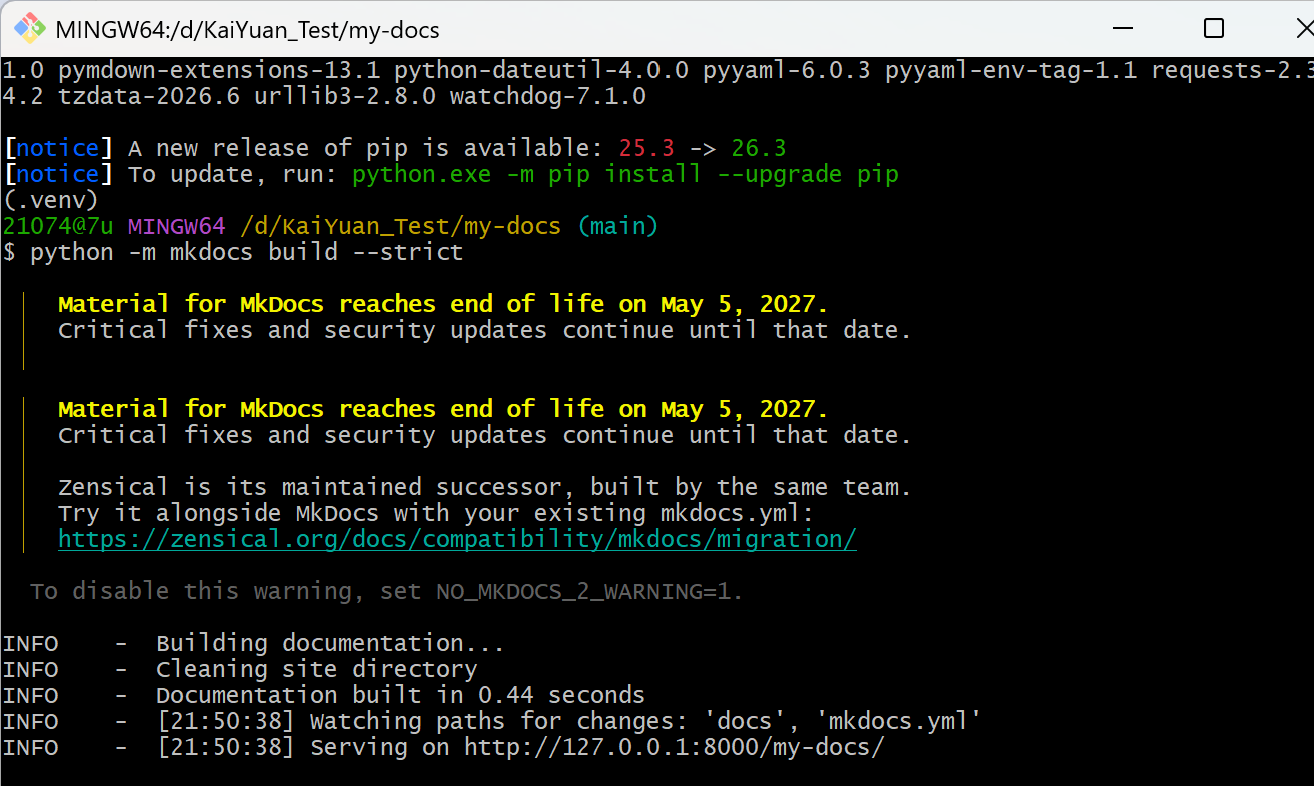 MINGW64:/d/KaiYuan_Test/my-docs
1.0 pymdown-extensions-13.1 python-dateutil-4.0.0 pyyaml-6.0.3 pyyaml-env-tag-1.1 requests-2.3
4.2 tzdata-2026.6 urllib3-2.8.0 watchdog-7.1.0
[notice] A new release of pip is available: 25.3 -> 26.3
[notice] To update, run: python.exe -m pip install --upgrade pip
(.venv)
21074@7u MINGW64 /d/KaiYuan_Test/my-docs (main)
$ python -m mkdocs build --strict
Material for MkDocs reaches end of life on May 5, 2027.
Critical fixes and security updates continue until that date.
Material for MkDocs reaches end of life on May 5, 2027.
Critical fixes and security updates continue until that date.
Zensical is its maintained successor, built by the same team.
Try it alongside MkDocs with your existing mkdocs.yml:
https://zensical.org/docs/compatibility/mkdocs/migration/
To disable this warning, set NO_MKDOCS_2_WARNING=1.
INFO    -  Building documentation...
INFO    -  Cleaning site directory
INFO    -  Documentation built in 0.44 seconds
INFO    -  [21:50:38] Watching paths for changes: 'docs', 'mkdocs.yml'
INFO    -  [21:50:38] Serving on http://127.0.0.1:8000/my-docs/